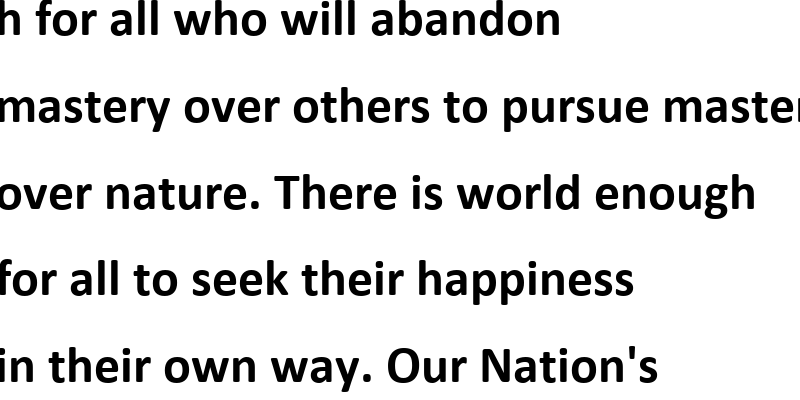 for all who will abandon
mastery over others to pursue
over nature. There is world enough
for all to seek their happiness
in their own way. Our Nation's